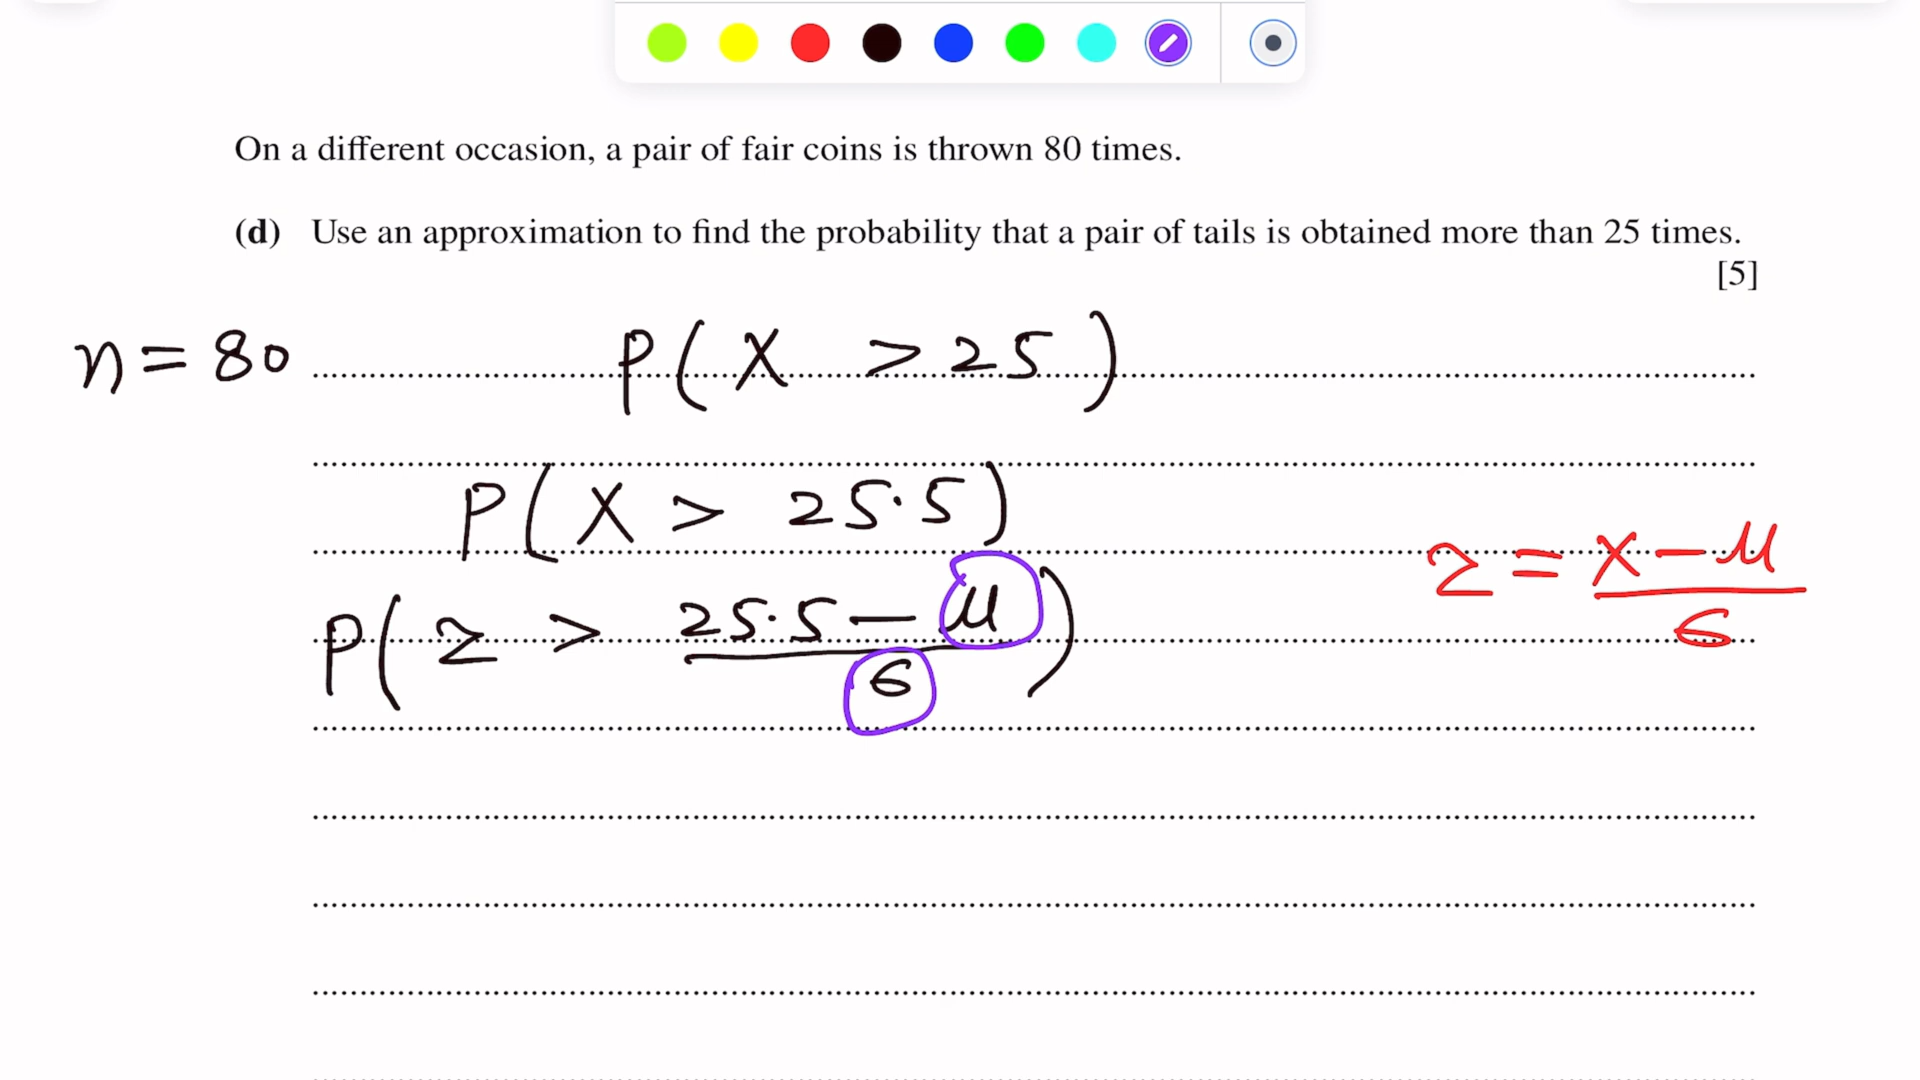 On a different occasion, a pair of fair coins is thrown 80 times.
(d) Use an approximation to find the probability that a pair of tails is obtained more than 25 times.
[5]
n = 80
P(X > 25)
P(X > 25.5)
P(Z > (25.5 − μ)/σ)
Z = (X − μ)/σ